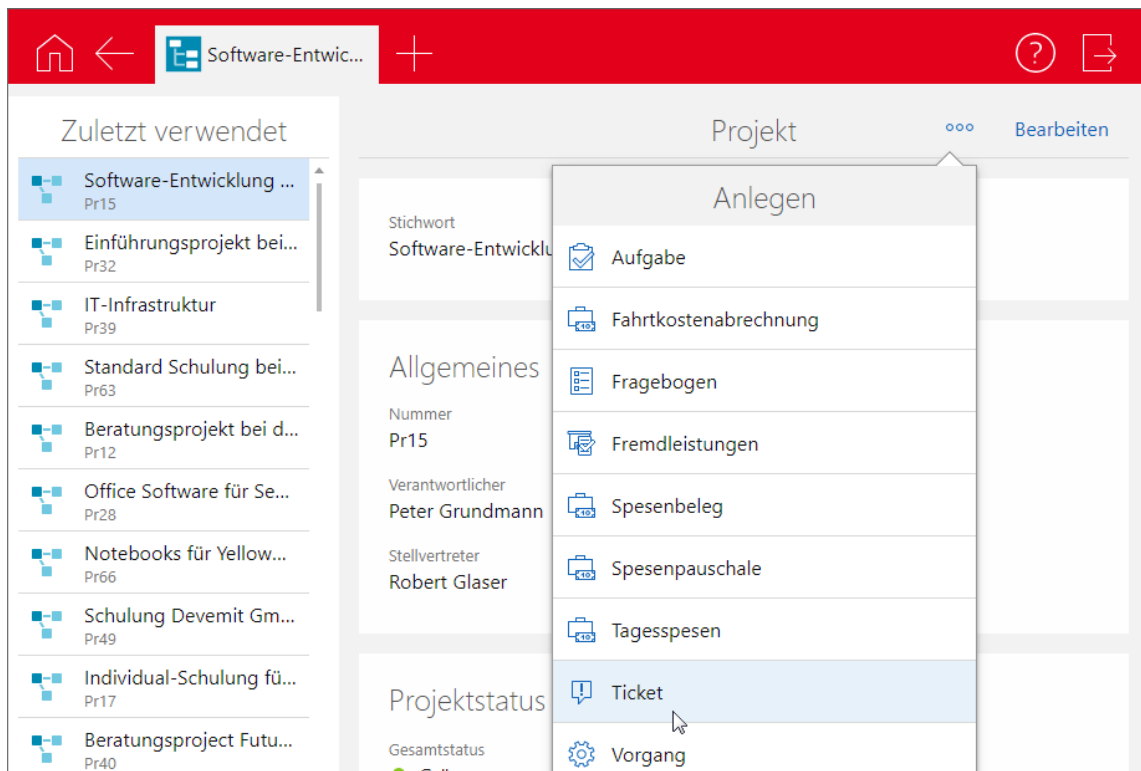 Software-Entwic...
?
Zuletzt verwendet
Software-Entwicklung ...
Pr15
Einführungsprojekt bei...
Pr32
IT-Infrastruktur
Pr39
Standard Schulung bei...
Pr63
Beratungsprojekt bei d...
Pr12
Office Software für Se...
Pr28
Notebooks für Yellow...
Pr66
Schulung Devemit Gm...
Pr49
Individual-Schulung fü...
Pr17
Beratungsproject Futu...
Pr40
Projekt
Bearbeiten
Stichwort
Software-Entwicklu
Allgemeines
Nummer
Pr15
Verantwortlicher
Peter Grundmann
Stellvertreter
Robert Glaser
Projektstatus
Gesamtstatus
Anlegen
Aufgabe
Fahrtkostenabrechnung
Fragebogen
Fremdleistungen
Spesenbeleg
Spesenpauschale
Tagesspesen
Ticket
Vorgang